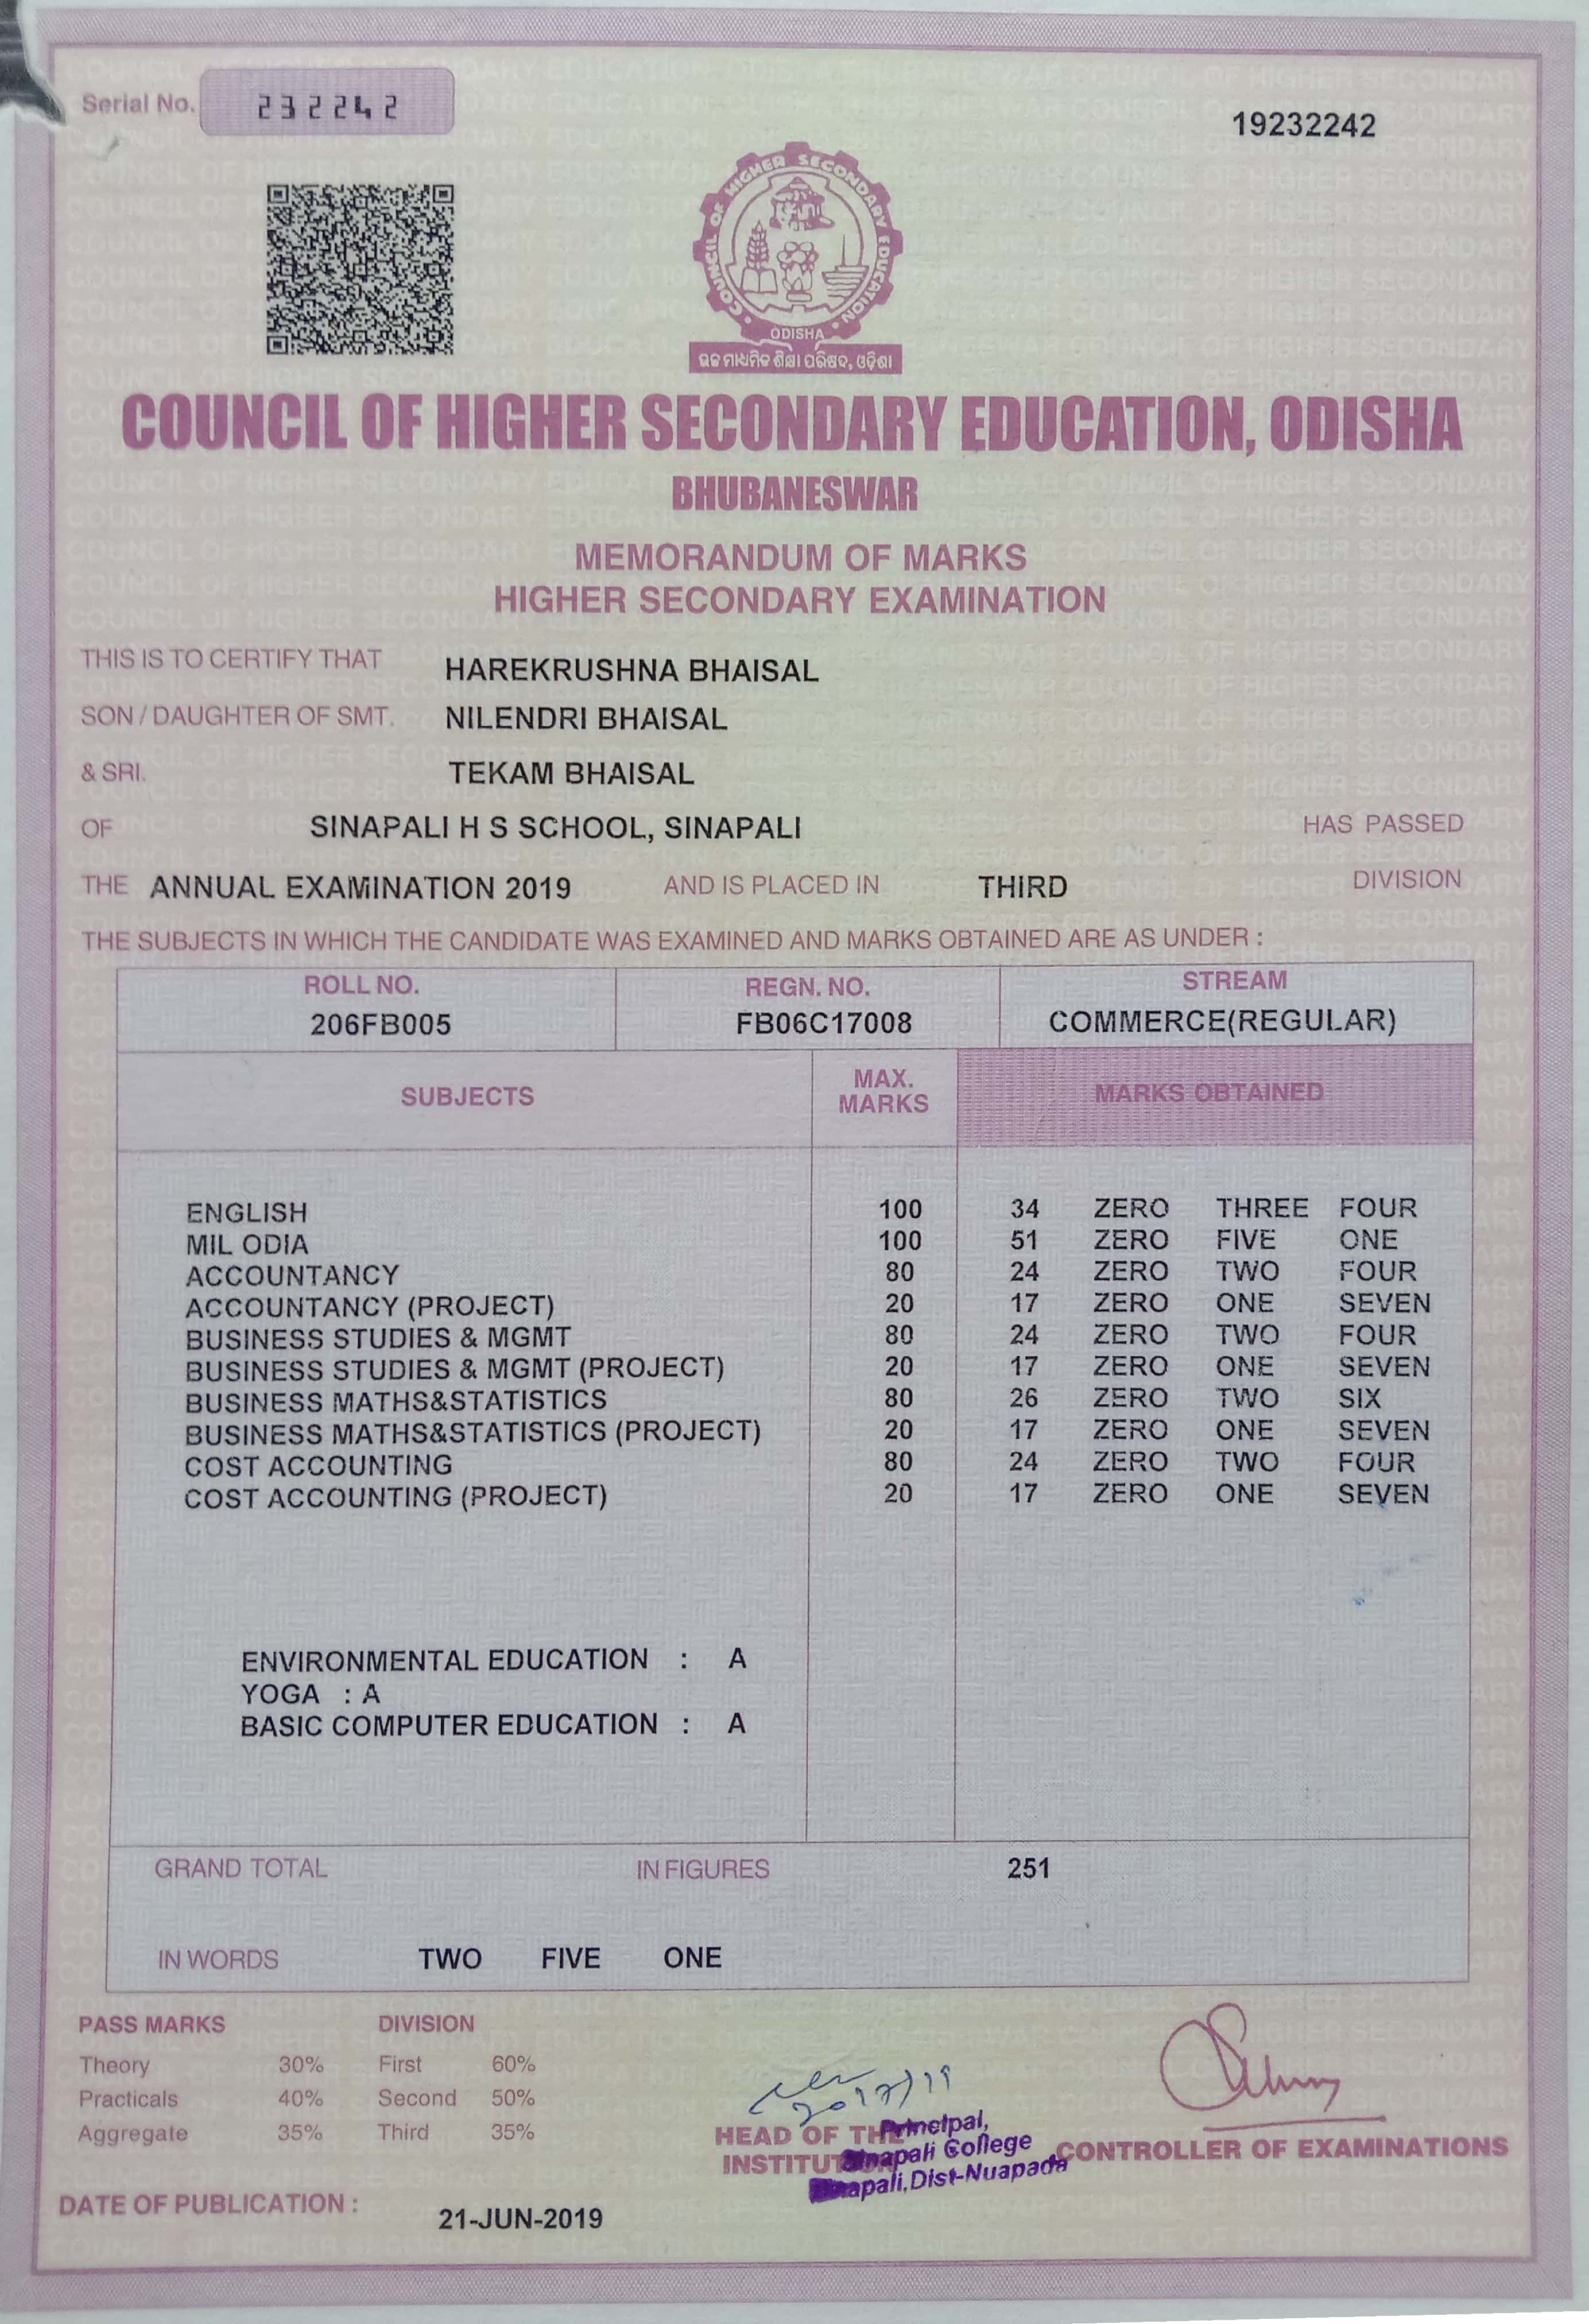 Serial No. 232242
19232242
COUNCIL OF HIGHER SECONDARY EDUCATION
ODISHA
ଉଚ୍ଚ ମାଧ୍ୟମିକ ଶିକ୍ଷା ପରିଷଦ, ଓଡ଼ିଶା
COUNCIL OF HIGHER SECONDARY EDUCATION, ODISHA
BHUBANESWAR
MEMORANDUM OF MARKS
HIGHER SECONDARY EXAMINATION
THIS IS TO CERTIFY THAT HAREKRUSHNA BHAISAL
SON / DAUGHTER OF SMT. NILENDRI BHAISAL
& SRI. TEKAM BHAISAL
OF SINAPALI H S SCHOOL, SINAPALI HAS PASSED
THE ANNUAL EXAMINATION 2019 AND IS PLACED IN THIRD DIVISION
THE SUBJECTS IN WHICH THE CANDIDATE WAS EXAMINED AND MARKS OBTAINED ARE AS UNDER :
ROLL NO. REGN. NO. STREAM
206FB005 FB06C17008 COMMERCE(REGULAR)
SUBJECTS MAX. MARKS MARKS OBTAINED
ENGLISH 100 34 ZERO THREE FOUR
MIL ODIA 100 51 ZERO FIVE ONE
ACCOUNTANCY 80 24 ZERO TWO FOUR
ACCOUNTANCY (PROJECT) 20 17 ZERO ONE SEVEN
BUSINESS STUDIES & MGMT 80 24 ZERO TWO FOUR
BUSINESS STUDIES & MGMT (PROJECT) 20 17 ZERO ONE SEVEN
BUSINESS MATHS&STATISTICS 80 26 ZERO TWO SIX
BUSINESS MATHS&STATISTICS (PROJECT) 20 17 ZERO ONE SEVEN
COST ACCOUNTING 80 24 ZERO TWO FOUR
COST ACCOUNTING (PROJECT) 20 17 ZERO ONE SEVEN
ENVIRONMENTAL EDUCATION : A
YOGA : A
BASIC COMPUTER EDUCATION : A
GRAND TOTAL IN FIGURES 251
IN WORDS TWO FIVE ONE
PASS MARKS DIVISION
Theory 30% First 60%
Practicals 40% Second 50%
Aggregate 35% Third 35%
HEAD OF THE
INSTITUTION
Principal,
Sinapali College
Sinapali, Dist-Nuapada
CONTROLLER OF EXAMINATIONS
DATE OF PUBLICATION : 21-JUN-2019